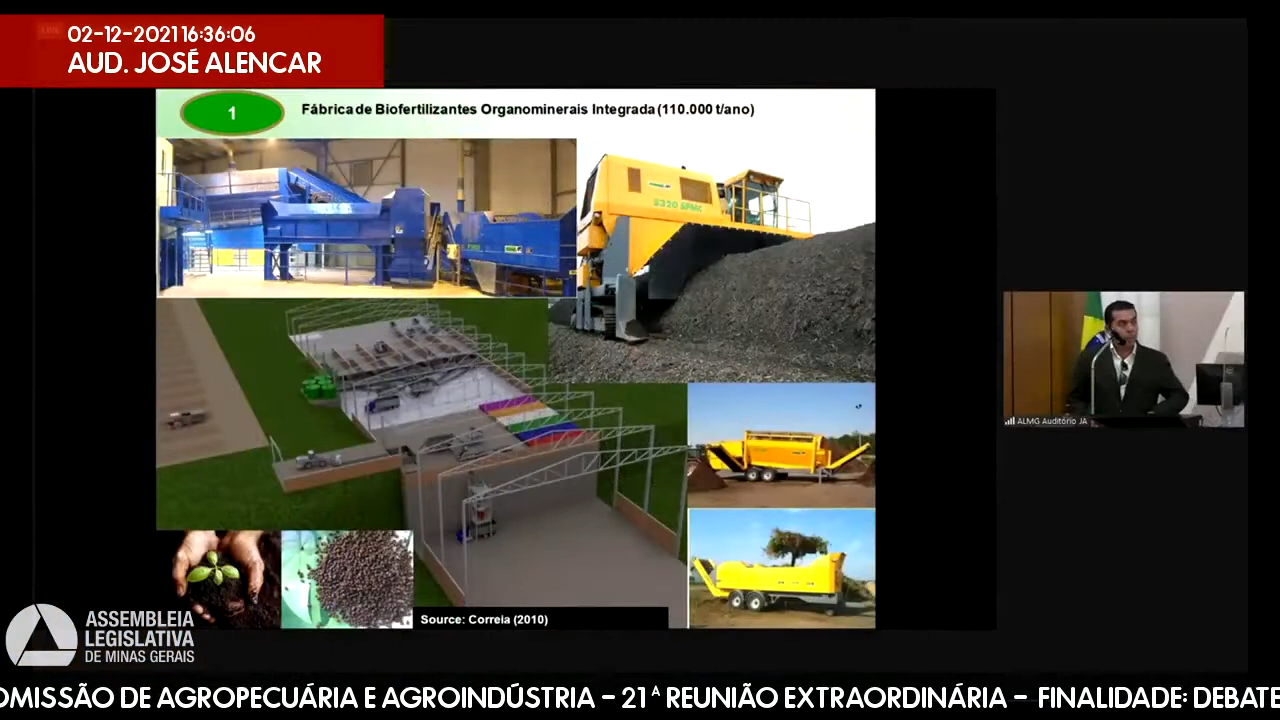 02-12-2021 16:36:06
AUD. JOSÉ ALENCAR
1
Fábrica de Biofertilizantes Organominerais Integrada (110.000 t/ano)
Source: Correia (2010)
ALMG Auditório JA
ASSEMBLEIA
LEGISLATIVA
DE MINAS GERAIS
OMISSÃO DE AGROPECUÁRIA E AGROINDÚSTRIA - 21ª REUNIÃO EXTRAORDINÁRIA - FINALIDADE: DEBATE